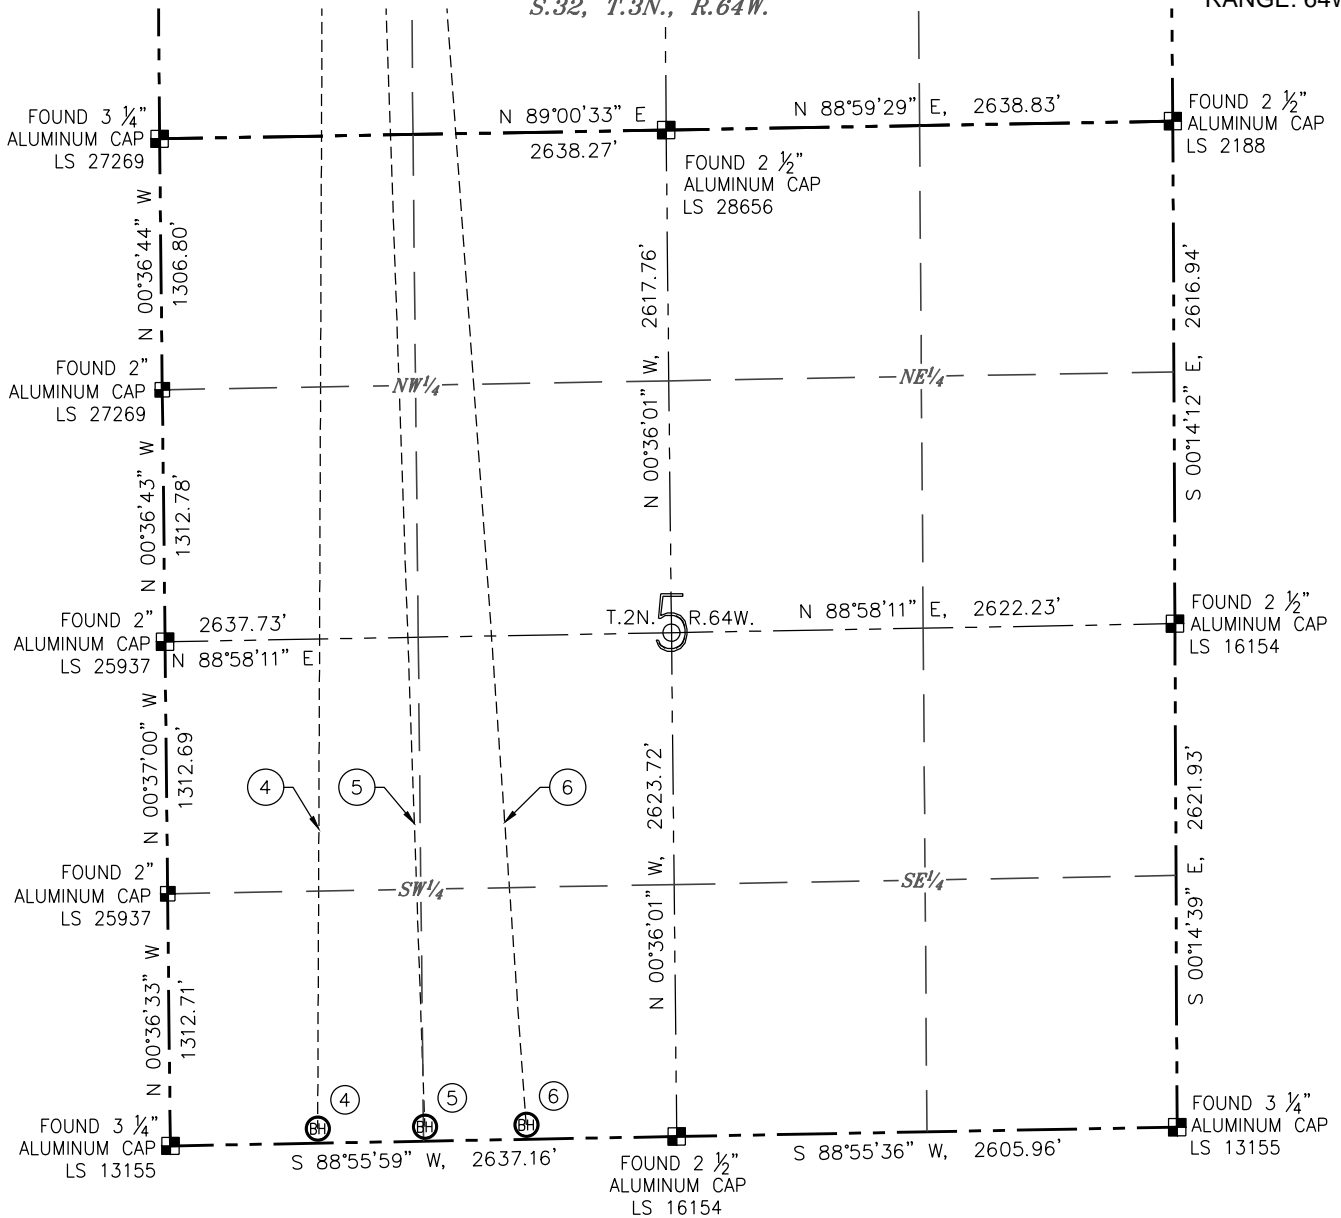 S.32, T.3N., R.64W.
FOUND 3 ¼"
ALUMINUM CAP
LS 27269
N 89°00'33" E
2638.27'
N 88°59'29" E, 2638.83'
FOUND 2 ½"
ALUMINUM CAP
LS 2188
FOUND 2 ½"
ALUMINUM CAP
LS 28656
N 00°36'44" W
1306.80'
N 00°36'01" W, 2617.76'
S 00°14'12" E, 2616.94'
FOUND 2"
ALUMINUM CAP
LS 27269
NW¼
NE¼
N 00°36'43" W
1312.78'
FOUND 2"
ALUMINUM CAP
LS 25937
2637.73'
N 88°58'11" E
T.2N. 5 R.64W.
N 88°58'11" E, 2622.23'
FOUND 2 ½"
ALUMINUM CAP
LS 16154
N 00°37'00" W
1312.69'
4
5
6
N 00°36'01" W, 2623.72'
S 00°14'39" E, 2621.93'
FOUND 2"
ALUMINUM CAP
LS 25937
SW¼
SE¼
N 00°36'33" W
1312.71'
BH 4
BH 5
BH 6
FOUND 3 ¼"
ALUMINUM CAP
LS 13155
S 88°55'59" W, 2637.16'
FOUND 2 ½"
ALUMINUM CAP
LS 16154
S 88°55'36" W, 2605.96'
FOUND 3 ¼"
ALUMINUM CAP
LS 13155